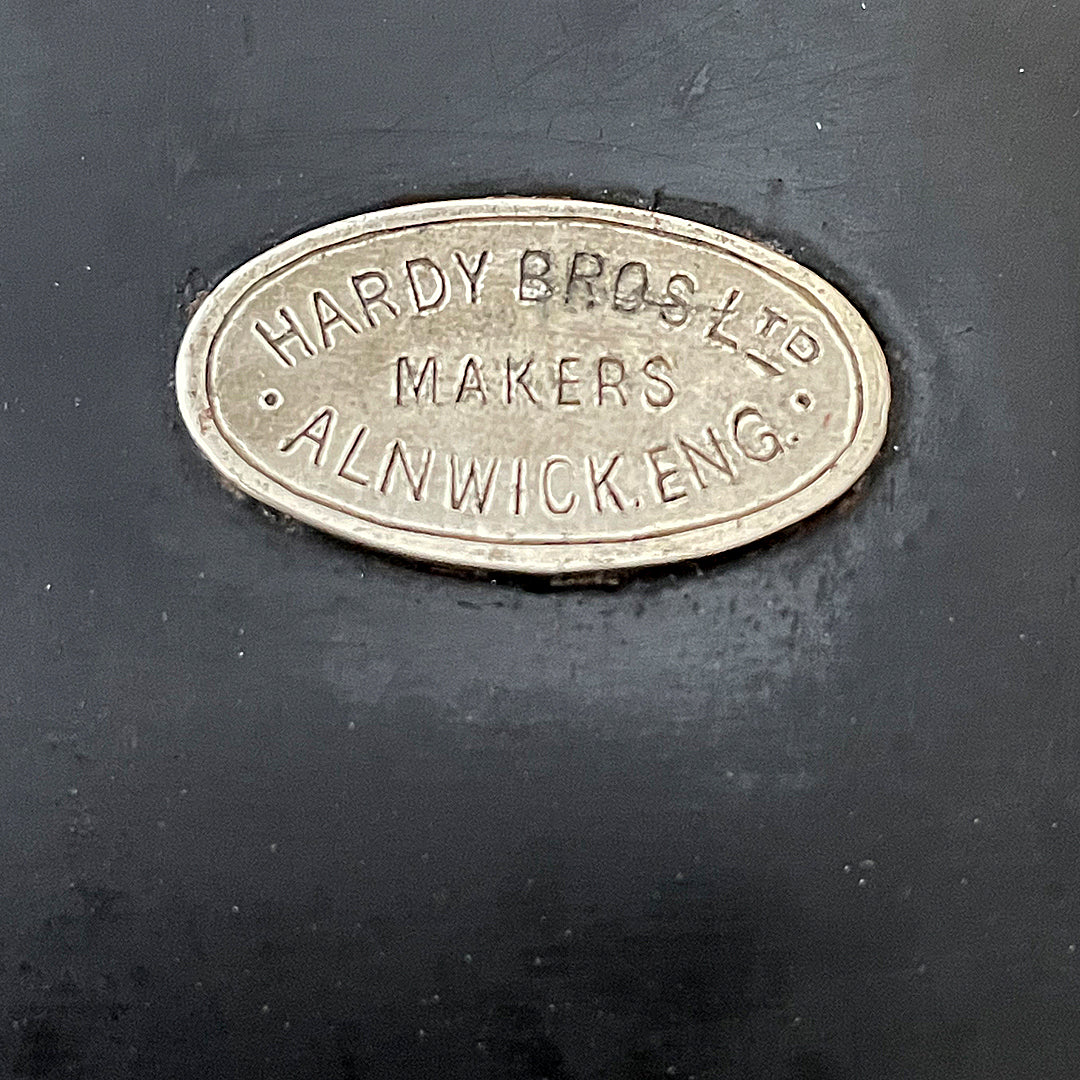 HARDY BROS LTD
MAKERS
· ALNWICK. ENG. ·